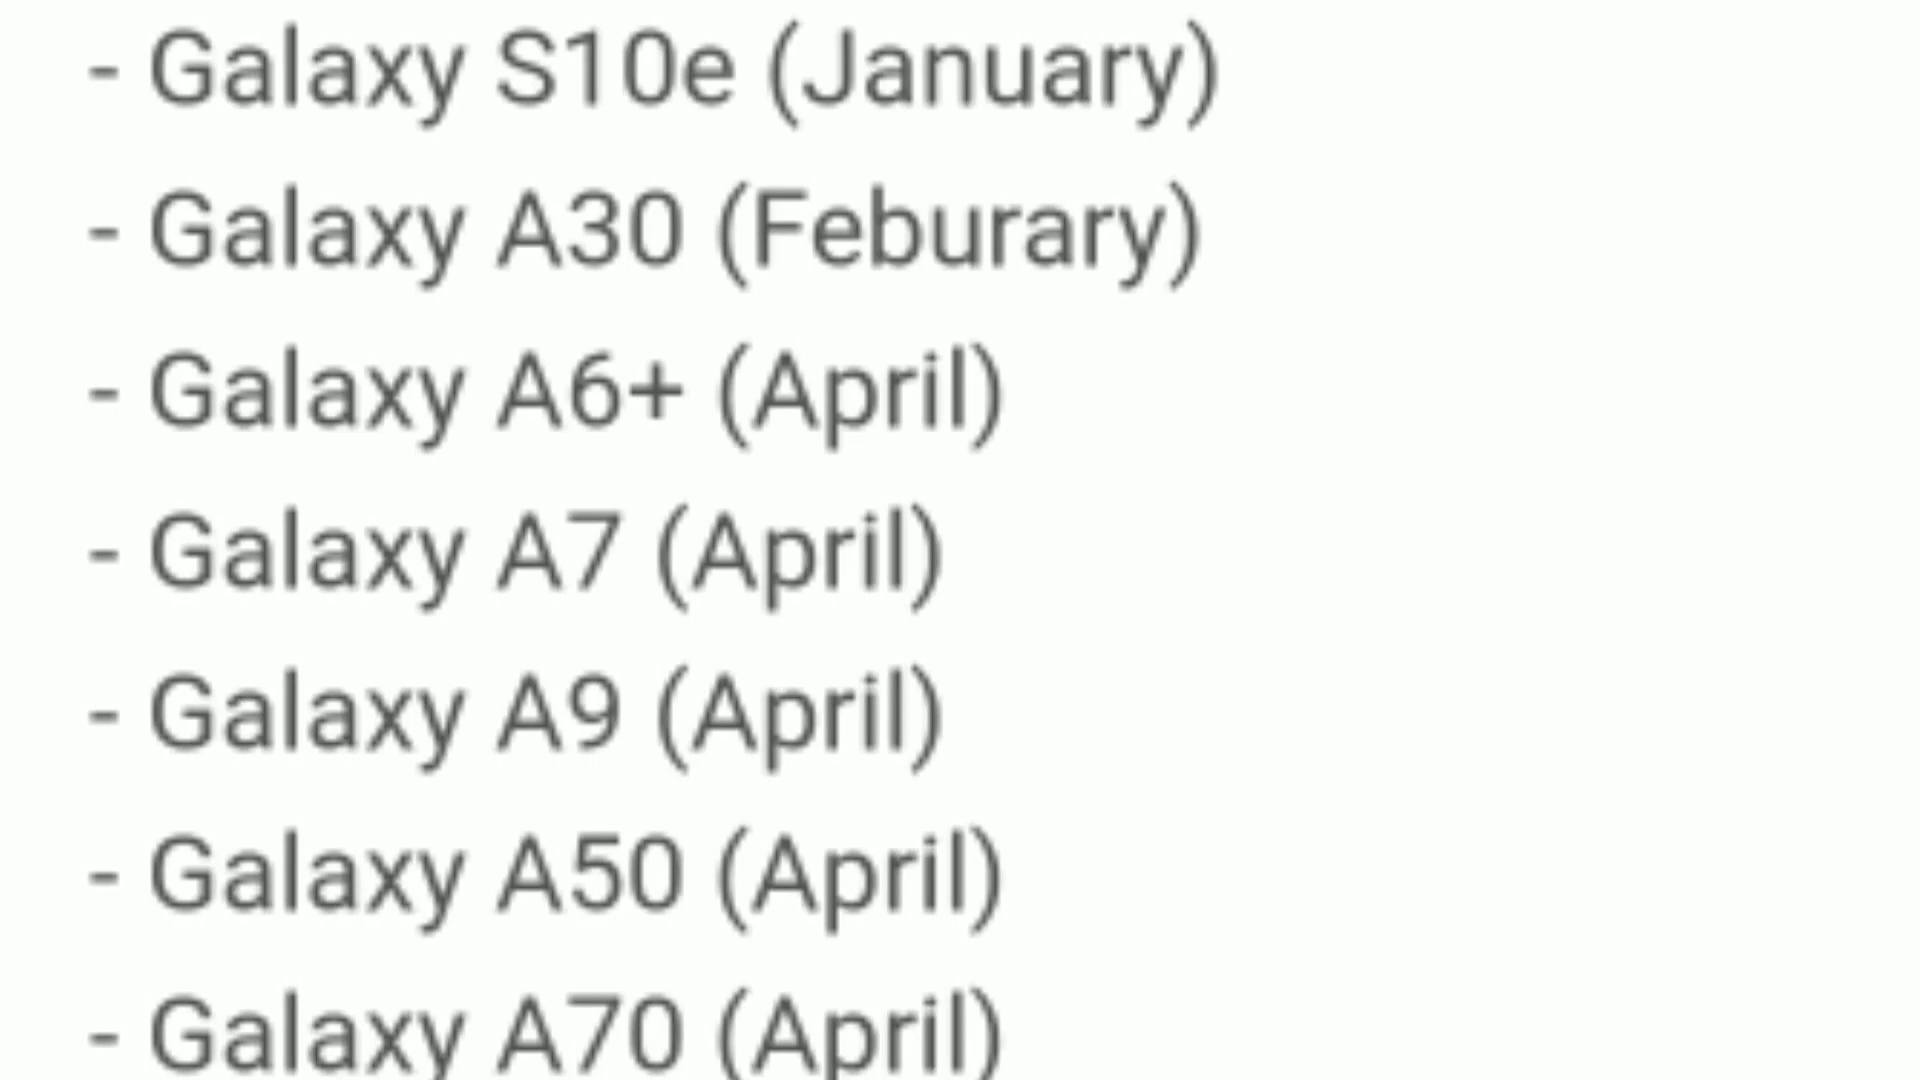 - Galaxy S10e (January)
- Galaxy A30 (Feburary)
- Galaxy A6+ (April)
- Galaxy A7 (April)
- Galaxy A9 (April)
- Galaxy A50 (April)
- Galaxy A70 (April)